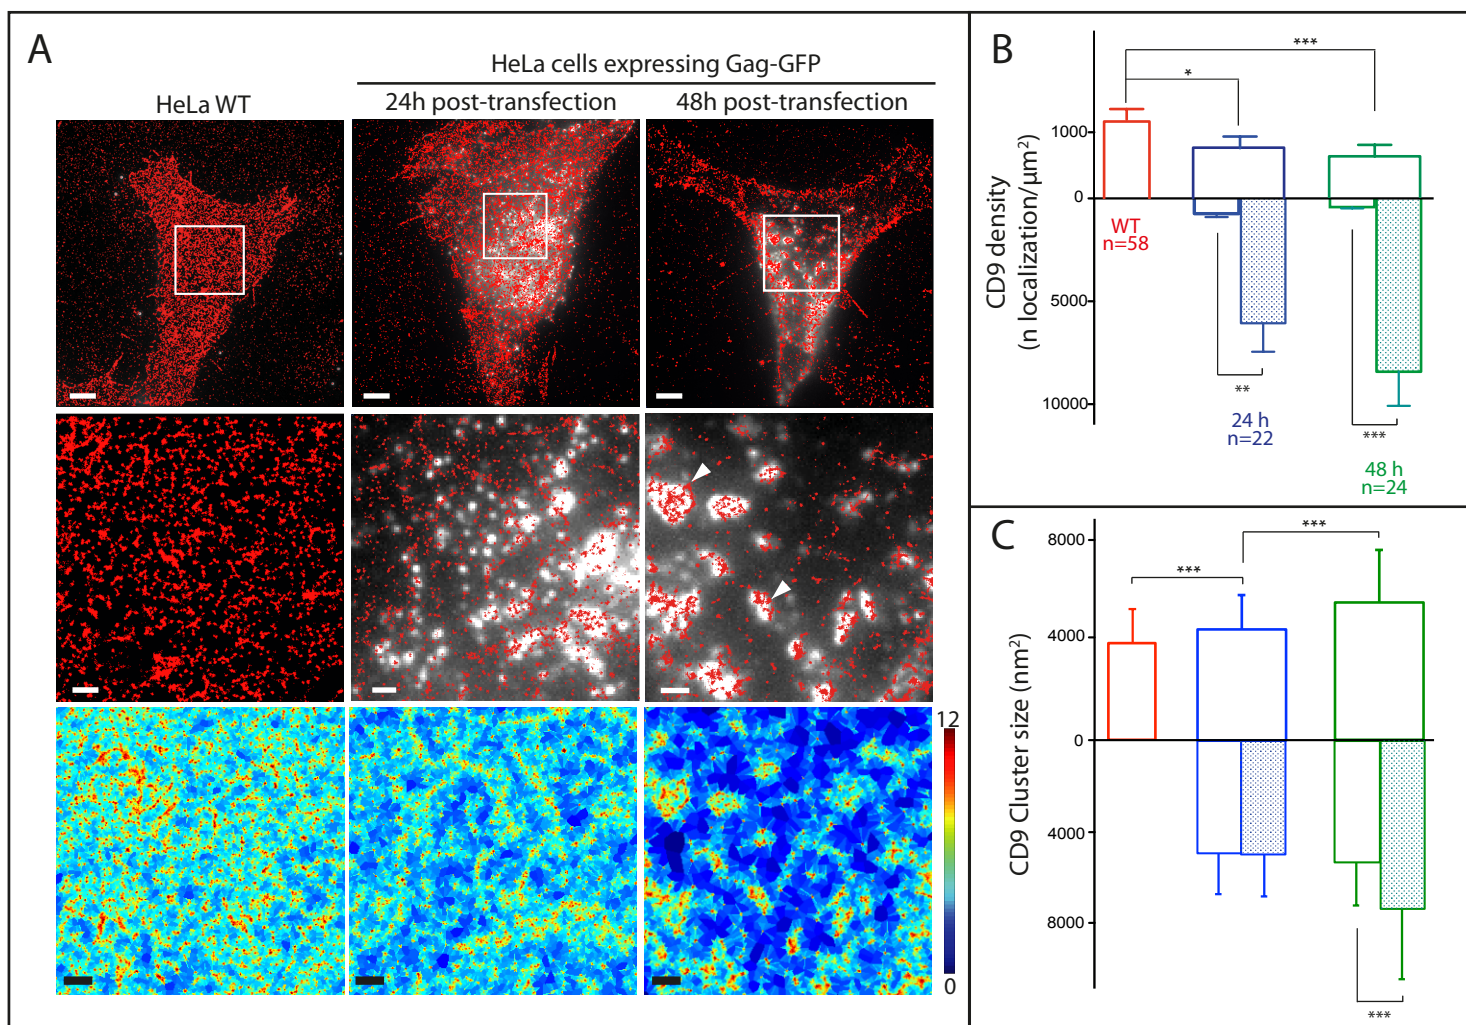 A
HeLa cells expressing Gag-GFP
HeLa WT
24h post-transfection
48h post-transfection
12
0
B
***
*
1000
0
5000
10000
CD9 density
(n localization/μm²)
WT
n=58
**
24 h
n=22
***
48 h
n=24
C
***
***
8000
4000
0
4000
8000
CD9 Cluster size (nm²)
***